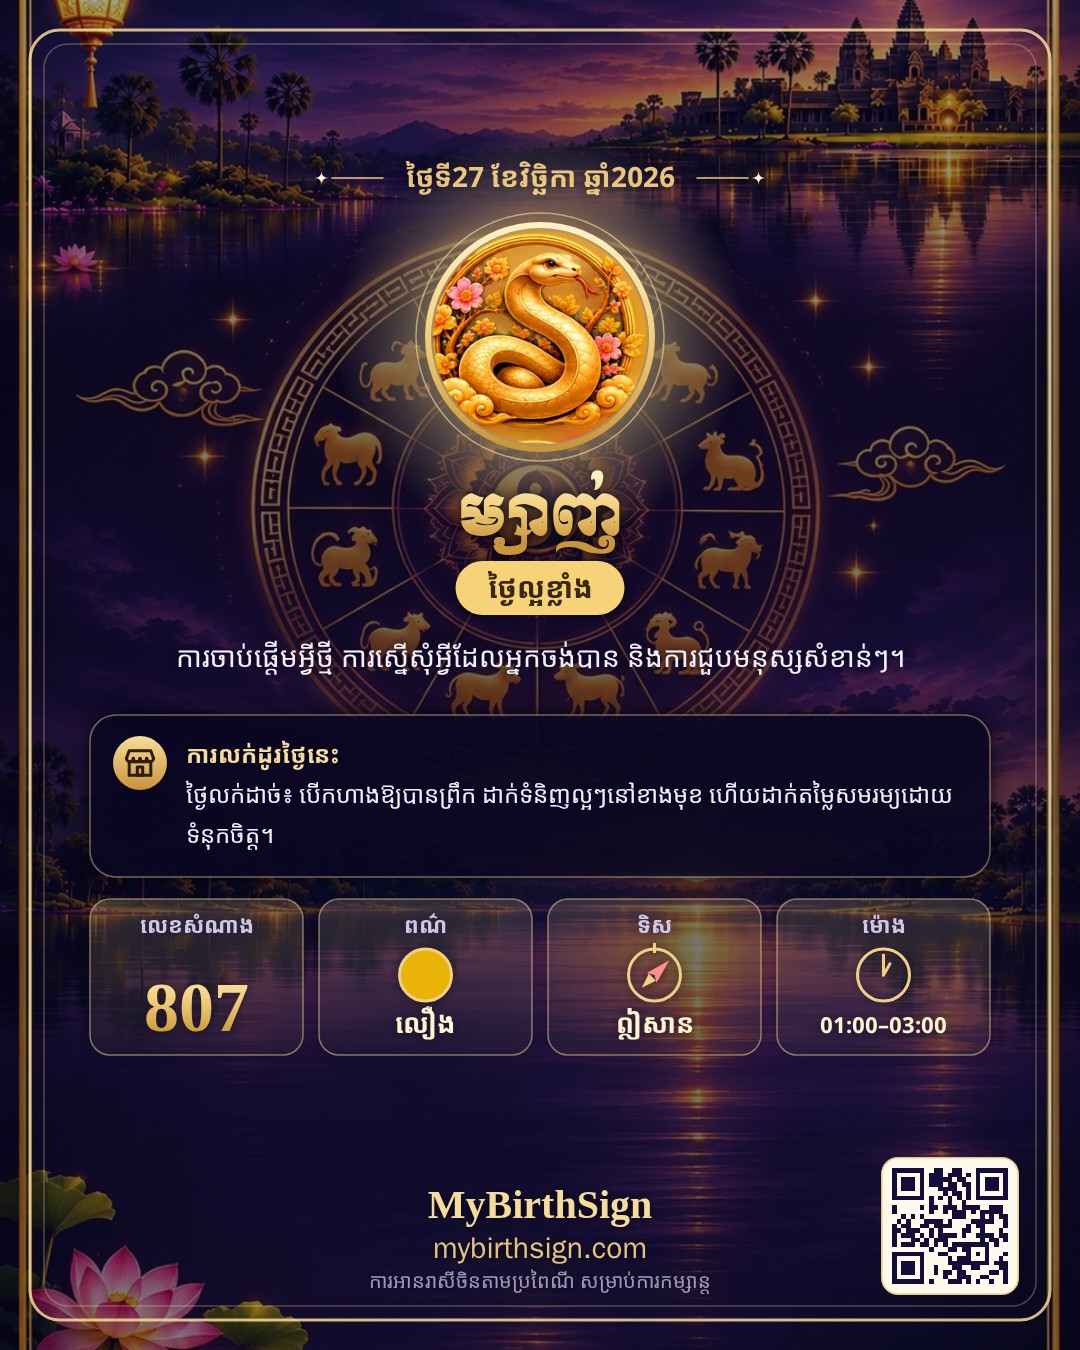 ថ្ងៃទី27 ខែវិច្ឆិកា ឆ្នាំ2026
ម្សាញ់
ថ្ងៃល្អខ្លាំង
ការចាប់ផ្តើមអ្វីថ្មី ការស្នើសុំអ្វីដែលអ្នកចង់បាន និងការជួបមនុស្សសំខាន់ៗ។
ការលក់ដូរថ្ងៃនេះ
ថ្ងៃលក់ដាច់៖ បើកហាងឱ្យបានព្រឹក ដាក់ទំនិញល្អៗនៅខាងមុខ ហើយដាក់តម្លៃសមរម្យដោយ
ទំនុកចិត្ត។
លេខសំណាង
807
ពណ៌
លឿង
ទិស
ឦសាន
ម៉ោង
01:00–03:00
MyBirthSign
mybirthsign.com
ការអានរាសីចិនតាមប្រពៃណី សម្រាប់ការកម្សាន្ត